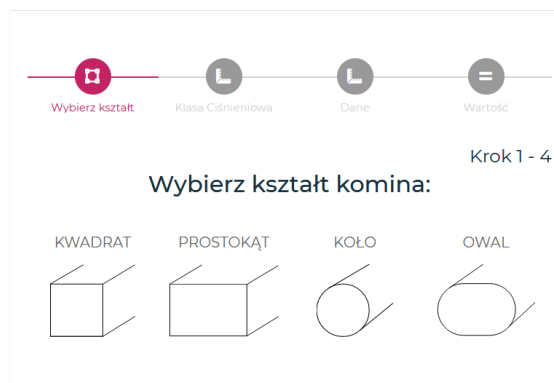 Wybierz kształt
Klasa Ciśnieniowa
Dane
Wartość
Krok 1 - 4
Wybierz kształt komina:
KWADRAT
PROSTOKĄT
KOŁO
OWAL